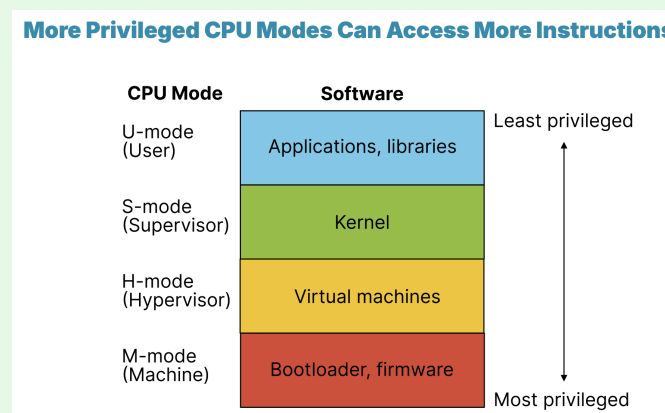 More Privileged CPU Modes Can Access More Instructions
CPU Mode
Software
U-mode
(User)
Applications, libraries
Least privileged
S-mode
(Supervisor)
Kernel
H-mode
(Hypervisor)
Virtual machines
M-mode
(Machine)
Bootloader, firmware
Most privileged